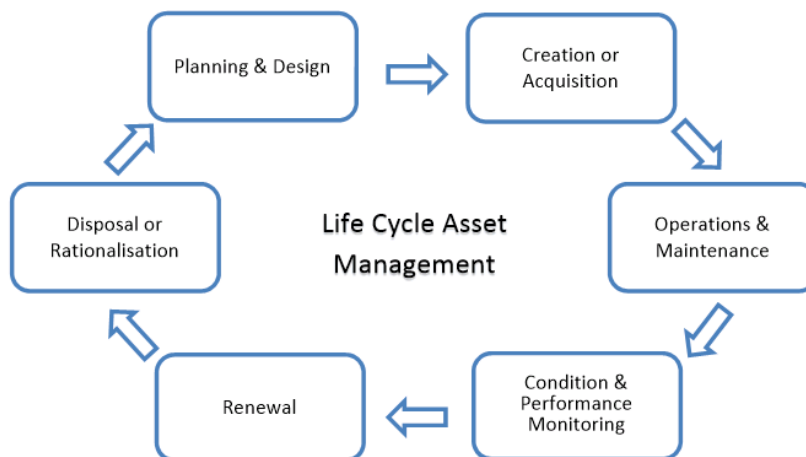 Planning & Design
Creation or
Acquisition
Disposal or
Rationalisation
Life Cycle Asset
Management
Operations &
Maintenance
Renewal
Condition &
Performance
Monitoring